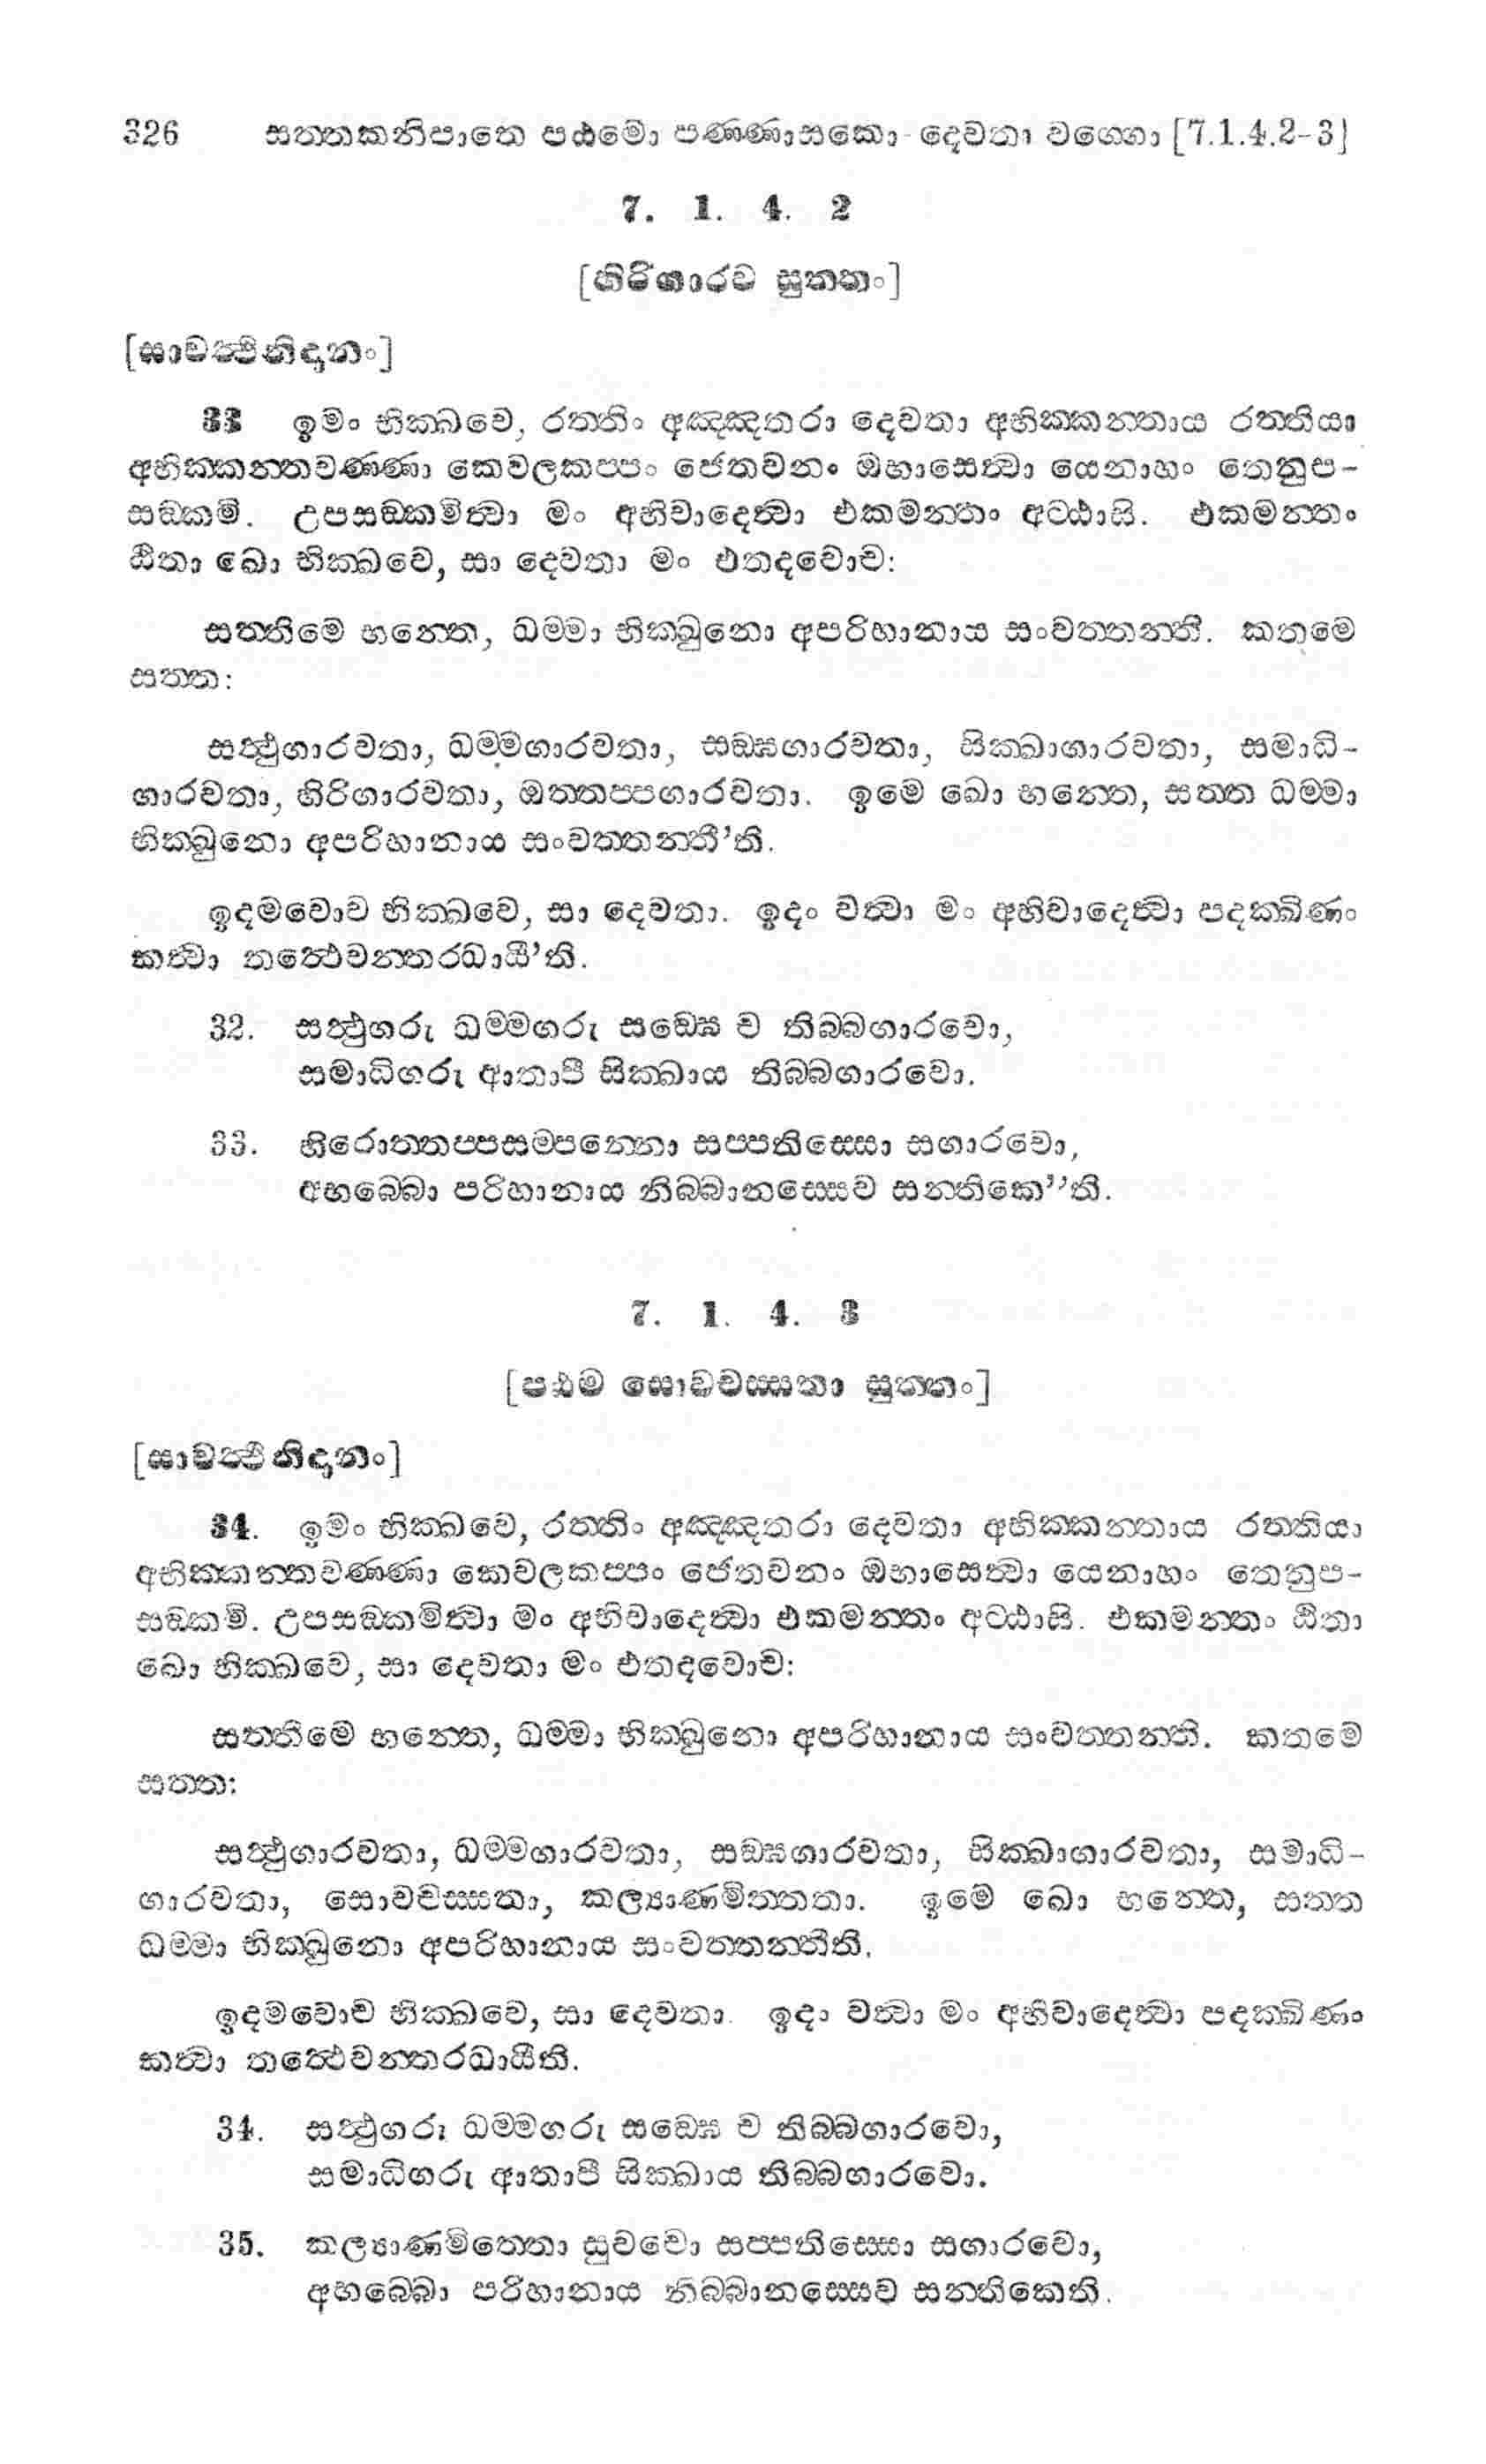 326 සත්තකනිපාතෙ පඨමො පණ්ණාසකො - දෙවතා වග්ගො [7.1.4.2-3]
7. 1. 4. 2
[හිරිගාරව සුත්තං]
[සාවත්ථිනිදානං]
33 ඉමං භික්ඛවෙ, රත්තිං අඤ්ඤතරා දෙවතා අභික්කන්තාය රත්තියා
අභික්කන්තවණ්ණා කෙවලකප්පං ජෙතවනං ඔභාසෙත්වා යෙනාහං තෙනුප-
සඞ්කමි. උපසඞ්කමිත්වා මං අභිවාදෙත්වා එකමන්තං අට්ඨාසි. එකමන්තං
ඨිතා ඛො භික්ඛවෙ, සා දෙවතා මං එතදවොච:
සත්තිමෙ භන්තෙ, ධම්මා භික්ඛුනො අපරිහානාය සංවත්තන්ති. කතමෙ
සත්ත:
සත්ථුගාරවතා, ධම්මගාරවතා, සඞ්ඝගාරවතා, සික්ඛාගාරවතා, සමාධි-
ගාරවතා, හිරිගාරවතා, ඔත්තප්පගාරවතා. ඉමෙ ඛො භන්තෙ, සත්ත ධම්මා
භික්ඛුනො අපරිහානාය සංවත්තන්තී’ති.
ඉදමවොච භික්ඛවෙ, සා දෙවතා. ඉදං වත්වා මං අභිවාදෙත්වා පදක්ඛිණං
කත්වා තත්ථෙවන්තරධායී’ති.
32. සත්ථුගරු ධම්මගරු සඞ්ඝෙ ච තිබ්බගාරවො,
සමාධිගරු ආතාපී සික්ඛාය තිබ්බගාරවො.
33. හිරොත්තප්පසම්පන්නො සප්පතිස්සො සගාරවො,
අභබ්බො පරිහානාය නිබ්බානස්සෙව සන්තිකෙ”ති.
7. 1. 4. 3
[පඨම සොවචස්සතා සුත්තං]
[සාවත්ථිනිදානං]
34. ඉමං භික්ඛවෙ, රත්තිං අඤ්ඤතරා දෙවතා අභික්කන්තාය රත්තියා
අභික්කන්තවණ්ණා කෙවලකප්පං ජෙතවනං ඔභාසෙත්වා යෙනාහං තෙනුප-
සඞ්කමි. උපසඞ්කමිත්වා මං අභිවාදෙත්වා එකමන්තං අට්ඨාසි. එකමන්තං ඨිතා
ඛො භික්ඛවෙ, සා දෙවතා මං එතදවොච:
සත්තිමෙ භන්තෙ, ධම්මා භික්ඛුනො අපරිහානාය සංවත්තන්ති. කතමෙ
සත්ත:
සත්ථුගාරවතා, ධම්මගාරවතා, සඞ්ඝගාරවතා, සික්ඛාගාරවතා, සමාධි-
ගාරවතා, සොවචස්සතා, කල්‍යාණමිත්තතා. ඉමෙ ඛො භන්තෙ, සත්ත
ධම්මා භික්ඛුනො අපරිහානාය සංවත්තන්තීති.
ඉදමවොච භික්ඛවෙ, සා දෙවතා. ඉදං වත්වා මං අභිවාදෙත්වා පදක්ඛිණං
කත්වා තත්ථෙවන්තරධායීති.
34. සත්ථුගරු ධම්මගරු සඞ්ඝෙ ච තිබ්බගාරවො,
සමාධිගරු ආතාපී සික්ඛාය තිබ්බගාරවො.
35. කල්‍යාණමිත්තො සුවචො සප්පතිස්සො සගාරවො,
අභබ්බො පරිහානාය නිබ්බානස්සෙව සන්තිකෙති.